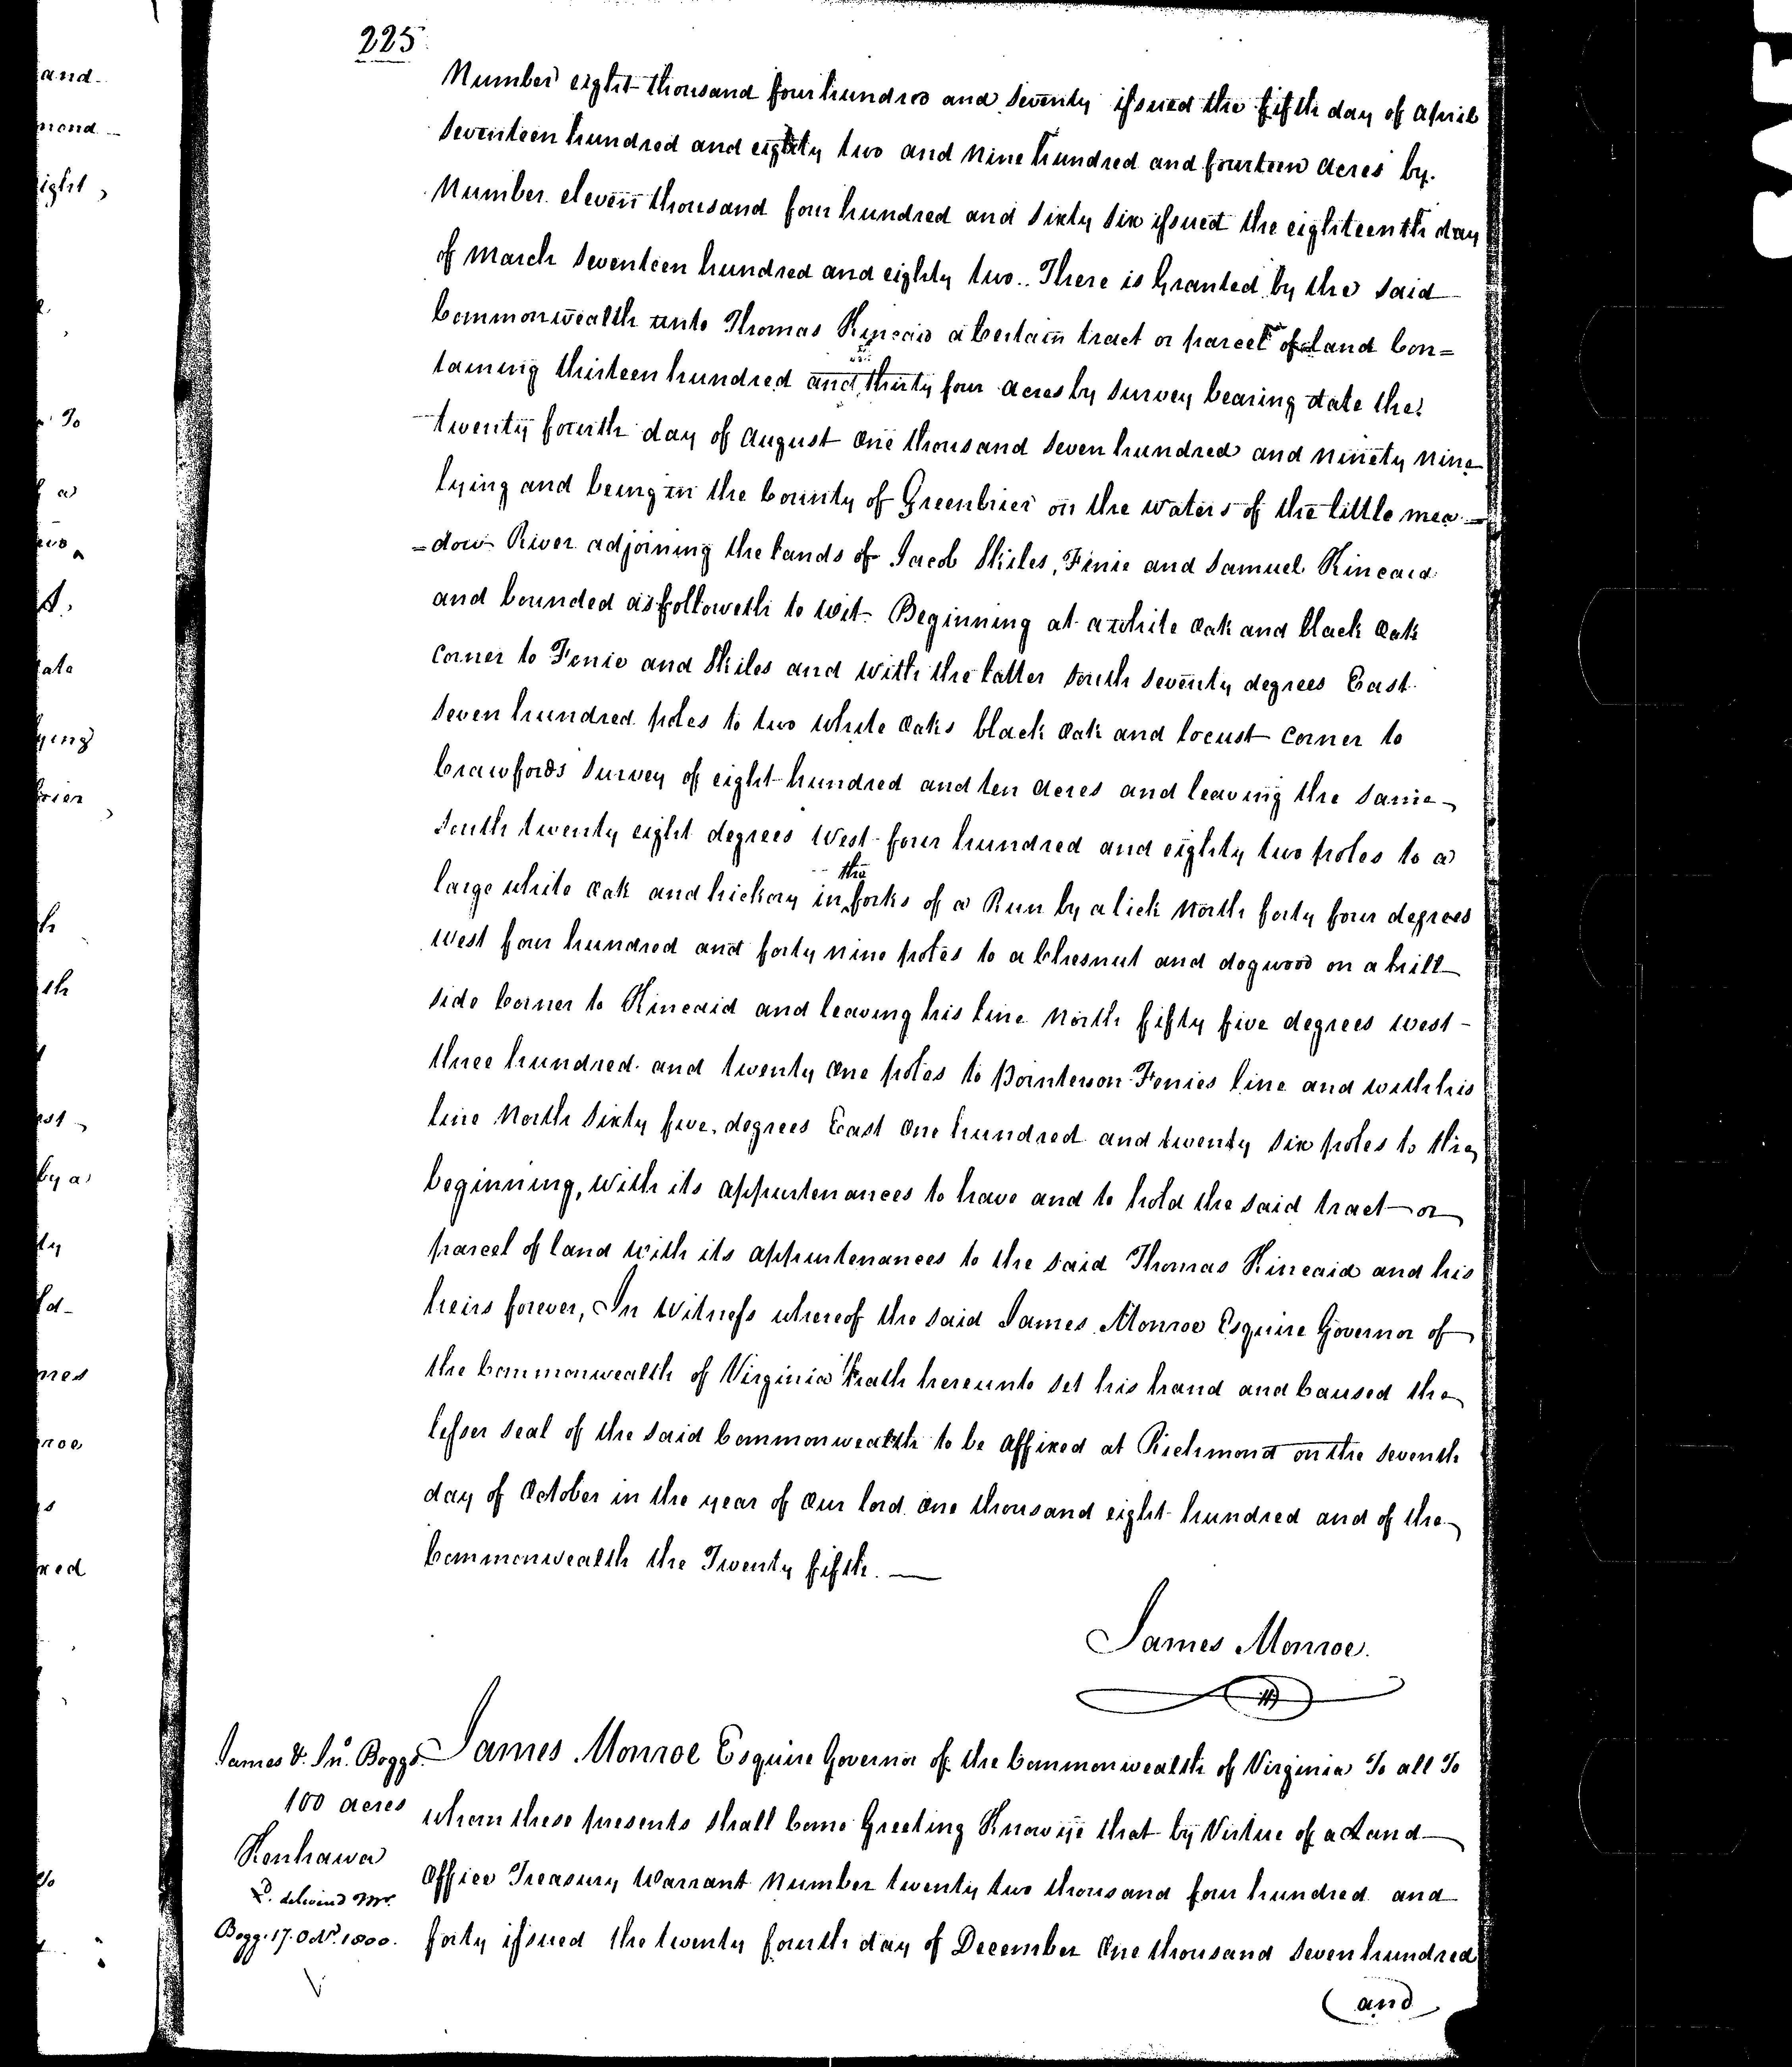 225
Number eight thousand four hundred and seventy issued the fifth day of April
seventeen hundred and eighty two and Nine hundred and fourteen acres by
Number eleven thousand four hundred and sixty six issued the eighteenth day
of March seventeen hundred and eighty two.. There is Granted by the said
Commonwealth unto Thomas Kincaid a Certain tract or parcel of land Con=
taining thirteen hundred and thirty four acres by survey bearing date the
twenty fourth day of August One thousand seven hundred and ninety nine
lying and being in the County of Greenbrier on the waters of the little mea-
-dow River adjoining the lands of Jacob Skiles, Finie and Samuel Kincaid
and bounded as followeth to wit- Beginning at a white Oak and black Oak
corner to Fenie and Skiles and with the latter south seventy degrees East
seven hundred poles to two white Oaks black Oak and locust Corner to
Crawfords survey of eight hundred and ten acres and leaving the same
South twenty eight degrees West four hundred and eighty two poles to a
large white Oak and hickory in the forks of a Run by a lick North forty four degrees
West four hundred and forty nine poles to a Chesnut and dogwood on a hill
side Corner to Kincaid and leaving his line North fifty five degrees west-
three hundred and twenty One poles to Pointers on Fenies line and with his
line North sixty five degrees East One hundred and twenty six poles to the
beginning, with its appurtenances to have and to hold the said tract or
parcel of land with its appurtenances to the said Thomas Kincaid and his
heirs forever, In Witness whereof the said James Monroe Esquire Governor of
the Commonwealth of Virginia hath hereunto set his hand and Caused the
lesser seal of the said Commonwealth to be Affixed at Richmond on the seventh
day of October in the year of Our lord One thousand eight hundred and of the
Commonwealth the Twenty fifth. —
James Monroe.
James & Jno. Boggs.
100 acres
Kenhawa
D. delivered Mr.
Bogg. 17. Octr. 1800.
James Monroe Esquire Governor of the Commonwealth of Virginia To all To
whom these presents shall Come Greeting Know ye that by Virtue of a Land
Office Treasury Warrant Number twenty two thousand four hundred and
forty issued the twenty fourth day of December One thousand seven hundred
(and
and
mond
ight,
To
a
ate
ying
rier
by a
ty
ld-
mes
nroe
xed